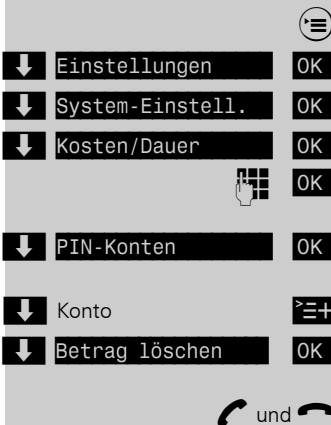 Einstellungen OK
System-Einstell. OK
Kosten/Dauer OK
OK
PIN-Konten OK
Konto
Betrag löschen OK
und